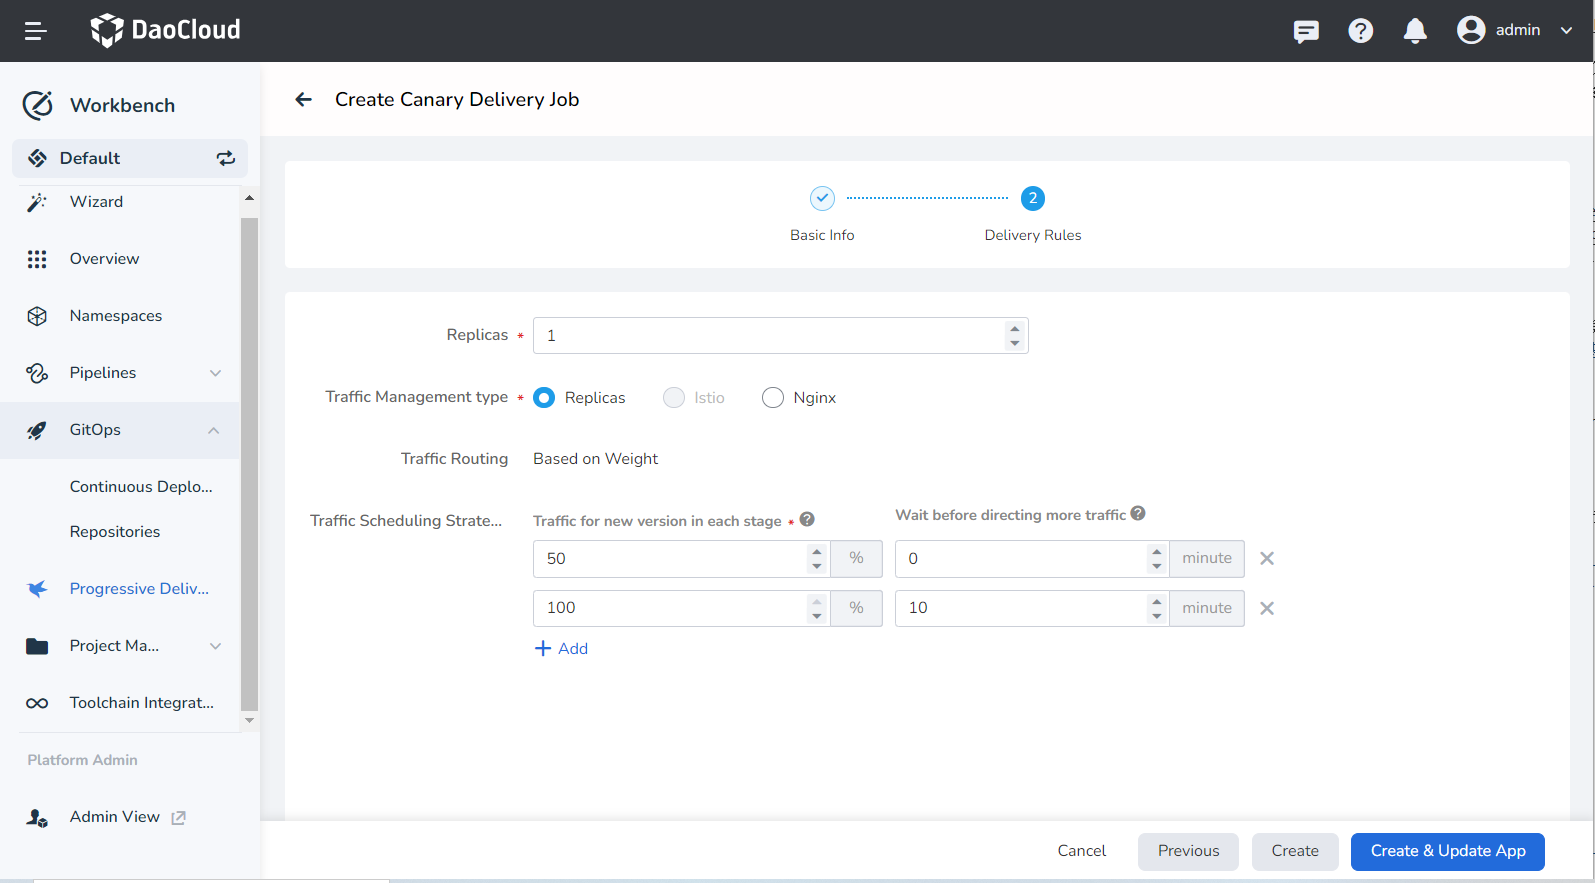 DaoCloud
admin
Workbench
Default
Wizard
Overview
Namespaces
Pipelines
GitOps
Continuous Deplo...
Repositories
Progressive Deliv...
Project Ma...
Toolchain Integrat...
Platform Admin
Admin View
Create Canary Delivery Job
2
Basic Info
Delivery Rules
Replicas * 1
Traffic Management type * Replicas Istio Nginx
Traffic Routing Based on Weight
Traffic Scheduling Strate... Traffic for new version in each stage * ? Wait before directing more traffic ?
50 % 0 minute
100 % 10 minute
+ Add
Cancel Previous Create Create & Update App